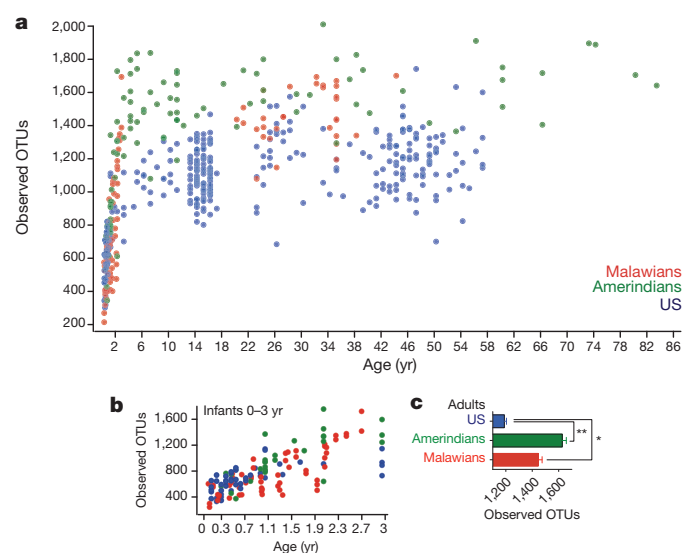 a
2,000
1,800
1,600
1,400
1,200
1,000
800
600
400
200
Observed OTUs
2 6 10 14 18 22 26 30 34 38 42 46 50 54 58 62 66 70 74 78 82 86
Age (yr)
Malawians
Amerindians
US
b
Infants 0–3 yr
1,600
1,200
800
400
Observed OTUs
0 0.3 0.7 1.1 1.5 1.9 2.3 2.7 3
Age (yr)
c
Adults
US
Amerindians
Malawians
**
*
1,200 1,400 1,600
Observed OTUs